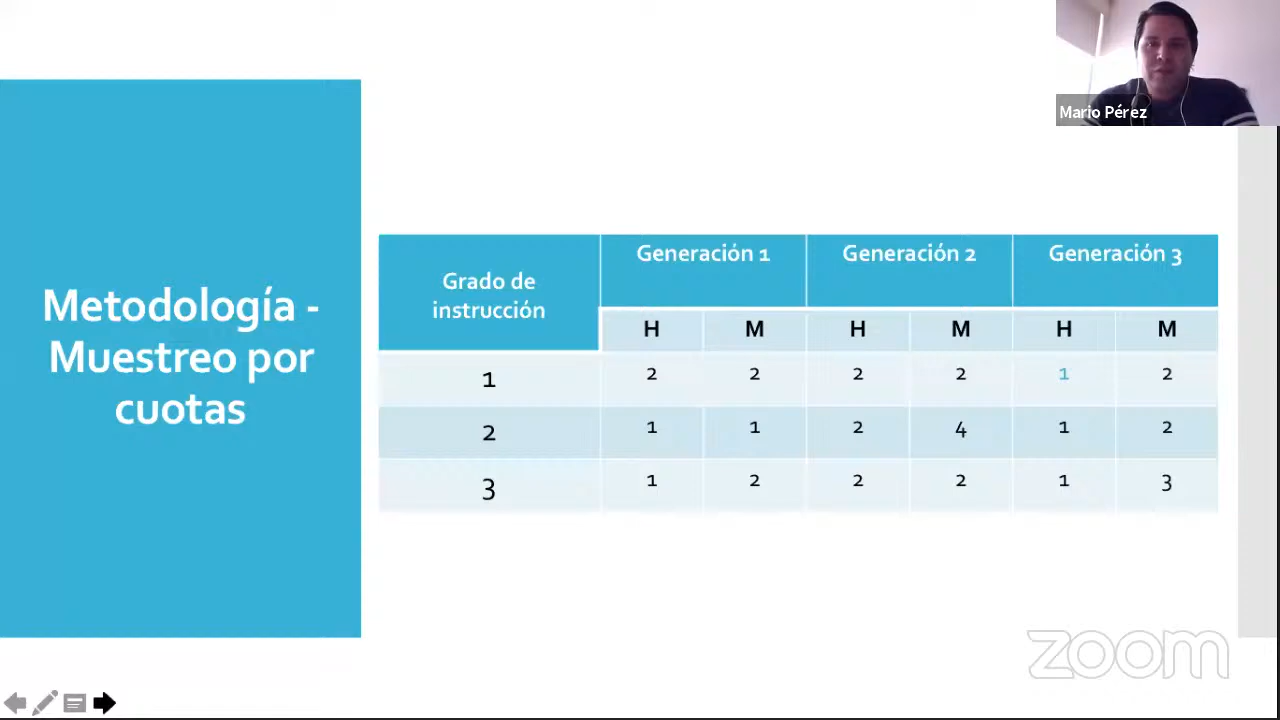 Mario Pérez
Metodología -
Muestreo por
cuotas
Grado de
instrucción
Generación 1 Generación 2 Generación 3
H M H M H M
1 2 2 2 2 1 2
2 1 1 2 4 1 2
3 1 2 2 2 1 3
zoom